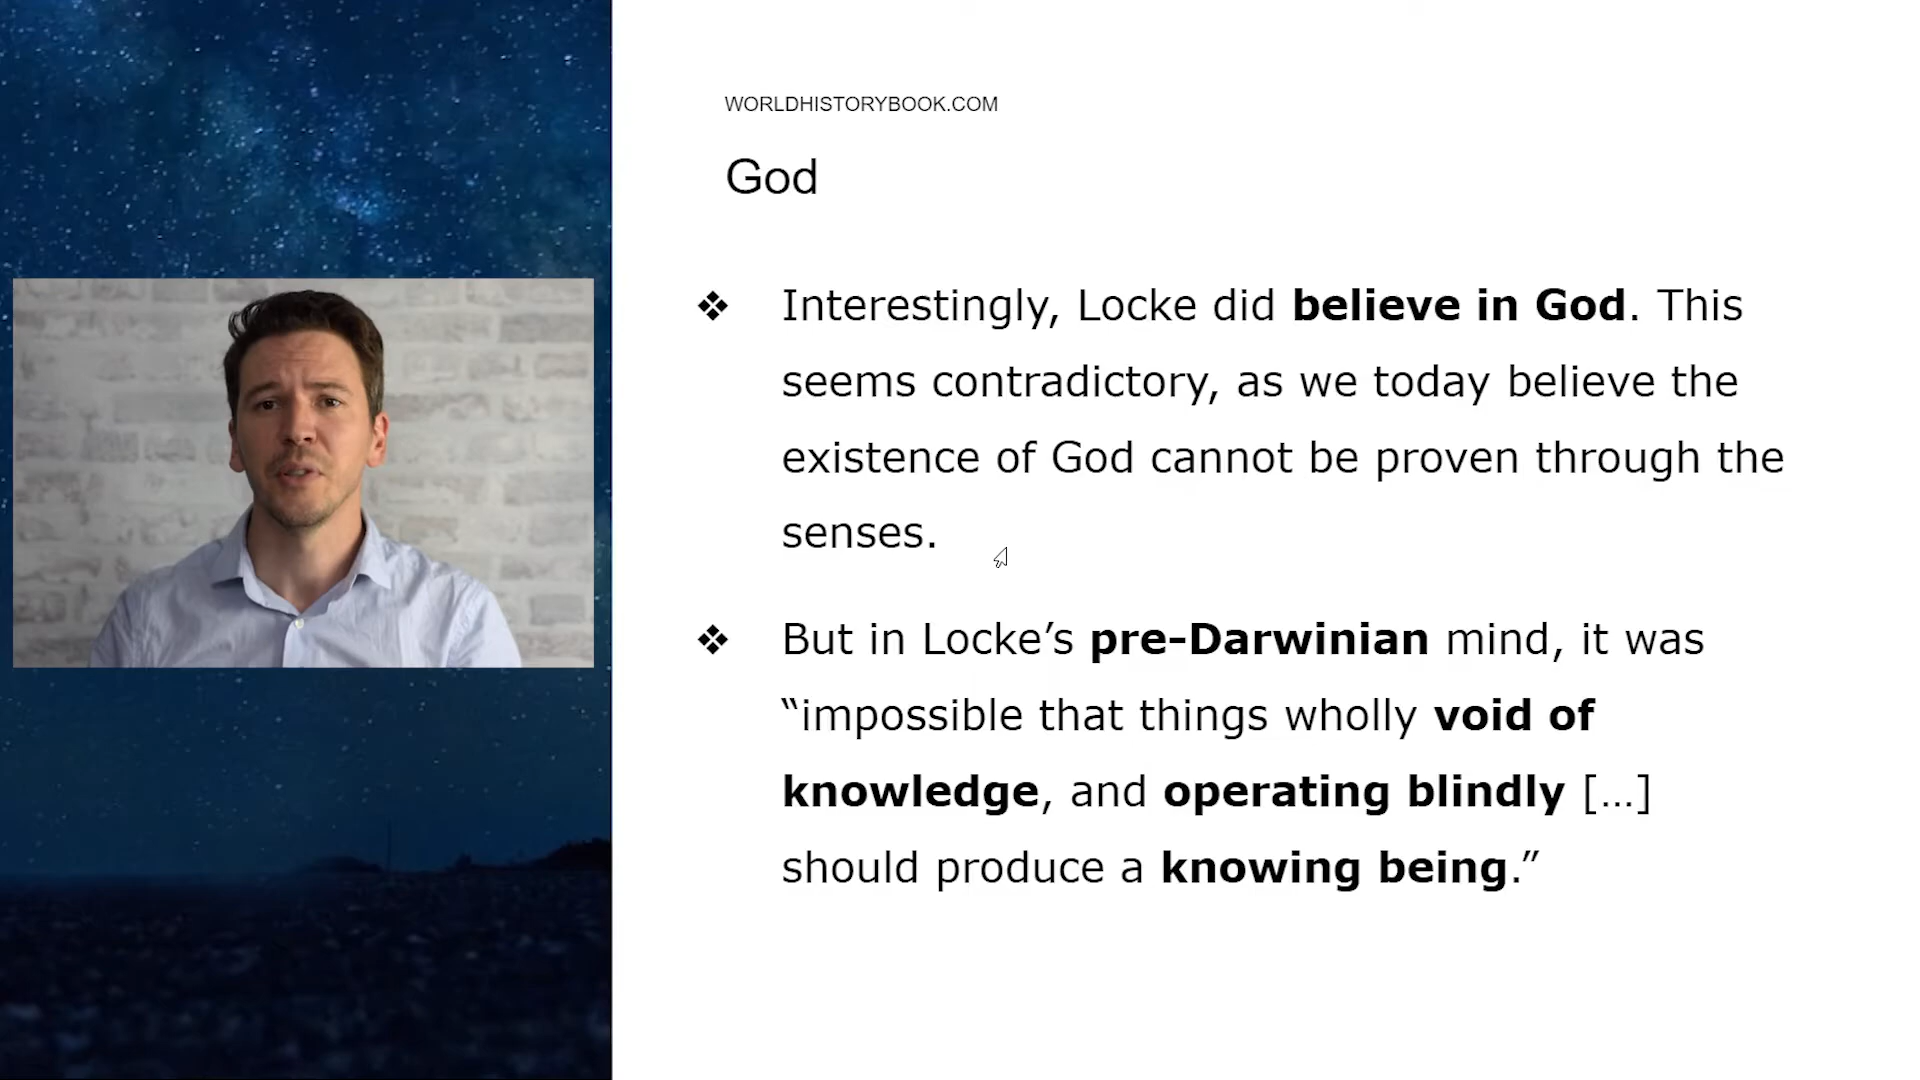 WORLDHISTORYBOOK.COM
God
❖ Interestingly, Locke did believe in God. This
seems contradictory, as we today believe the
existence of God cannot be proven through the
senses.
❖ But in Locke’s pre-Darwinian mind, it was
“impossible that things wholly void of
knowledge, and operating blindly […]
should produce a knowing being.”